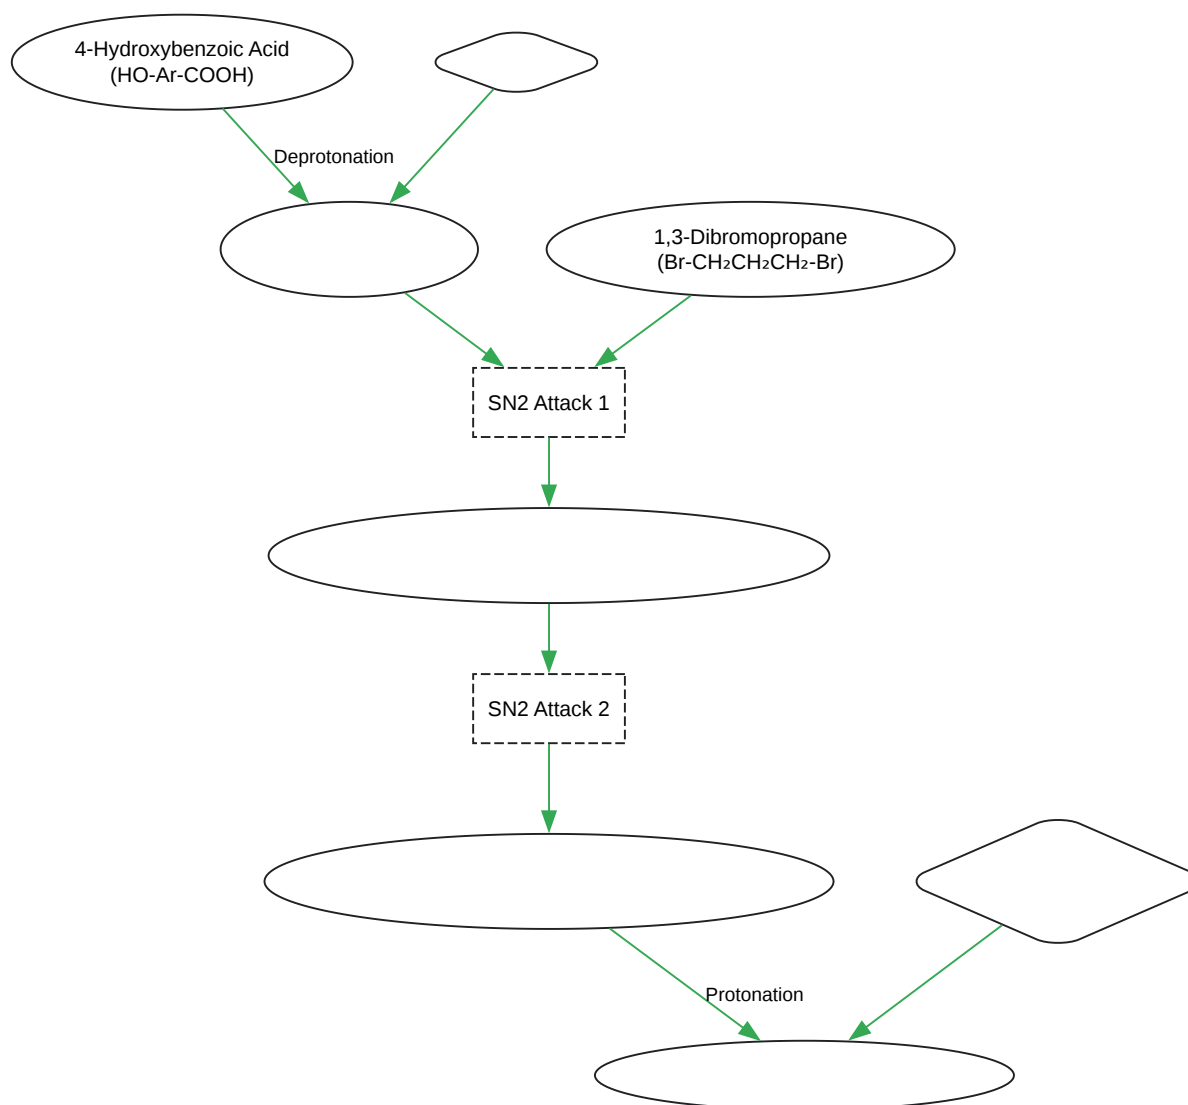 4-Hydroxybenzoic Acid
(HO-Ar-COOH)
Deprotonation
1,3-Dibromopropane
(Br-CH₂CH₂CH₂-Br)
SN2 Attack 1
SN2 Attack 2
Protonation